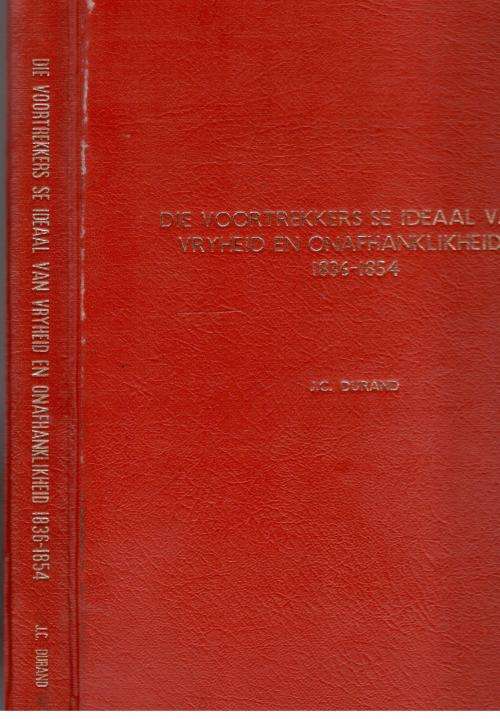 DIE VOORTREKKERS SE IDEAAL VAN VRYHEID EN ONAFHANKLIKHEID 1836-1854 J.C. DURAND
DIE VOORTREKKERS SE IDEAAL V
VRYHEID EN ONAFHANKLIKHEID
1836-1854
J.C. DURAND